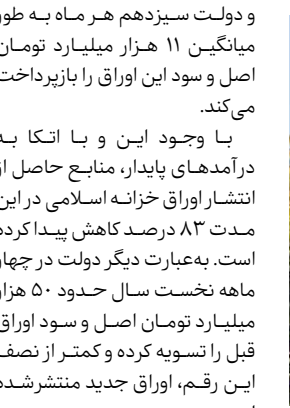 و دولت سیزدهم هر ماه به طور
میانگین ۱۱ هزار میلیارد تومان
اصل و سود این اوراق را بازپرداخت
می‌کند.
با وجود این و با اتکا به
درآمدهای پایدار، منابع حاصل از
انتشار اوراق خزانه اسلامی در این
مدت ۸۳ درصد کاهش پیدا کرده
است. به‌عبارت دیگر دولت در چهار
ماهه نخست سال حدود ۵۰ هزار
میلیارد تومان اصل و سود اوراق
قبل را تسویه کرده و کمتر از نصف
این رقم، اوراق جدید منتشرشده